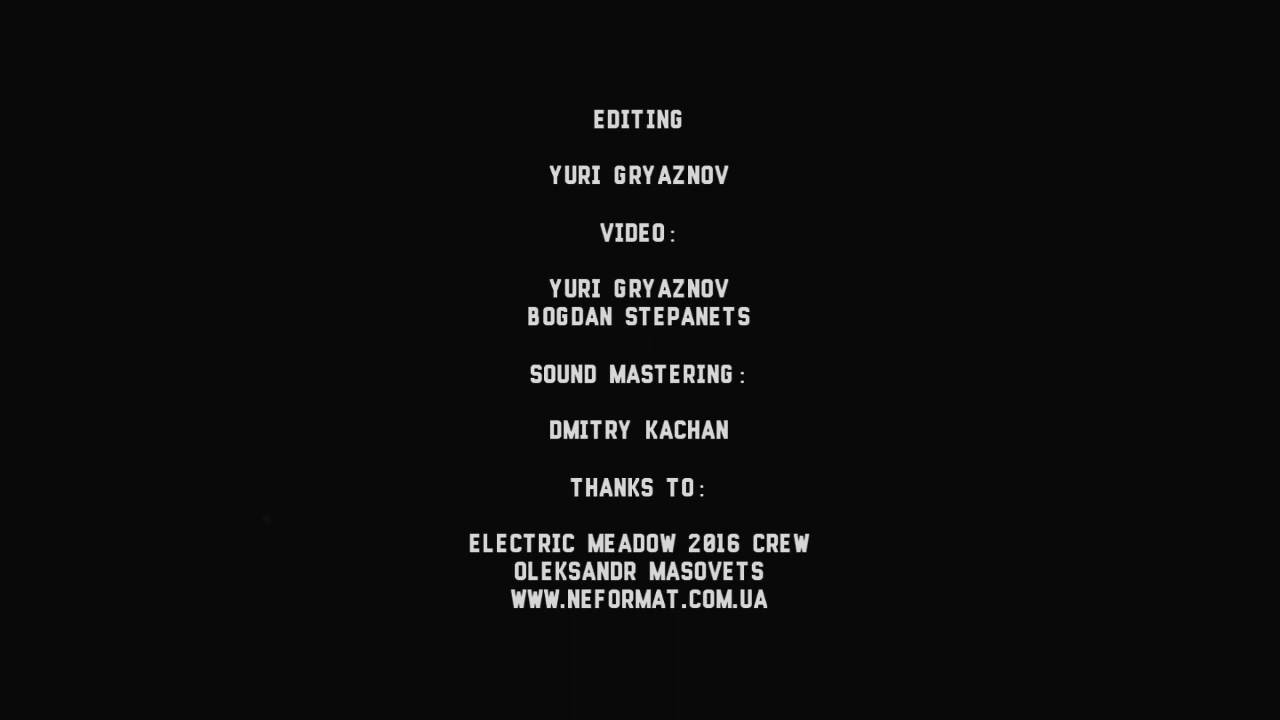 EDITING
YURI GRYAZNOV
VIDEO:
YURI GRYAZNOV
BOGDAN STEPANETS
SOUND MASTERING:
DMITRY KACHAN
THANKS TO:
ELECTRIC MEADOW 2016 CREW
OLEKSANDR MASOVETS
WWW.NEFORMAT.COM.UA